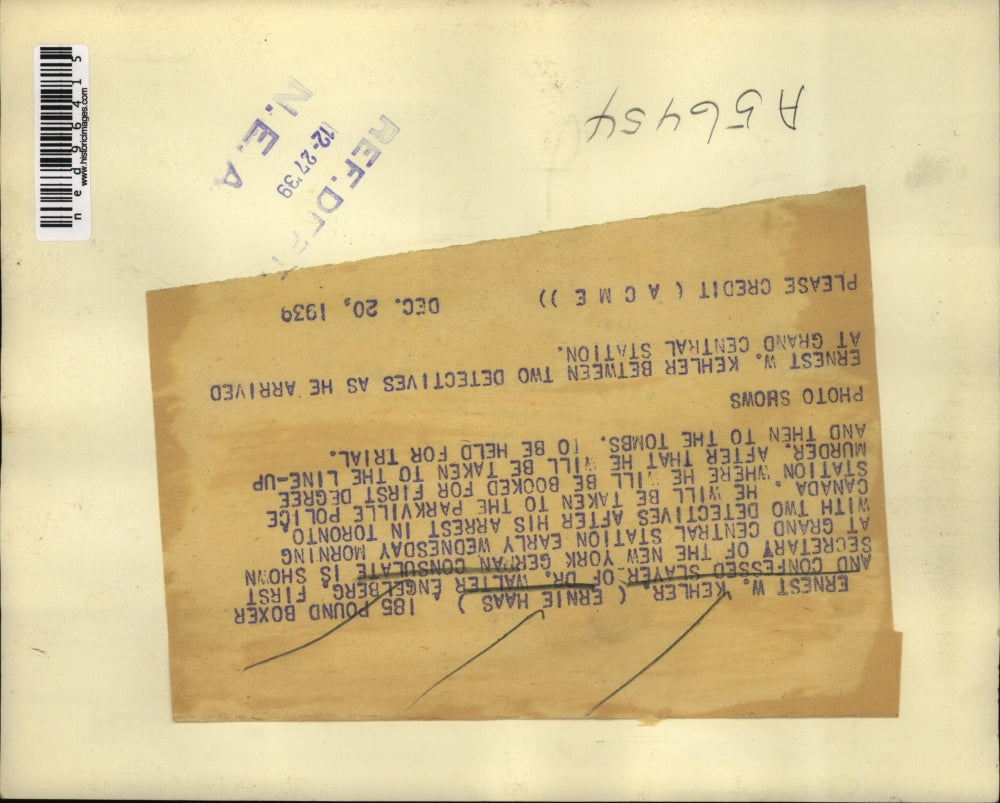 ERNEST W. KEHLER, ( ERNIE HAAS ) 185 POUND BOXER
AND CONFESSED SLAYER OF DR. WALTER ENGELBERG, FIRST
SECRETARY OF THE NEW YORK GERMAN CONSULATE IS SHOWN
AT GRAND CENTRAL STATION EARLY WEDNESDAY MORNING
WITH TWO DETECTIVES AFTER HIS ARREST IN TORONTO
CANADA. HE WILL BE TAKEN TO THE PARKVILLE POLICE
STATION WHERE HE WILL BE BOOKED FOR FIRST DEGREE
MURDER. AFTER THAT HE WILL BE TAKEN TO THE LINE-UP
AND THEN TO THE TOMBS. TO BE HELD FOR TRIAL.
PHOTO SHOWS
ERNEST W. KEHLER BETWEEN TWO DETECTIVES AS HE ARRIVED
AT GRAND CENTRAL STATION.
PLEASE CREDIT ( A C M E )) DEC. 20, 1939
A56454
REF. DEPT
12-27'39
N.E.A
ned96415
www.historicimages.com